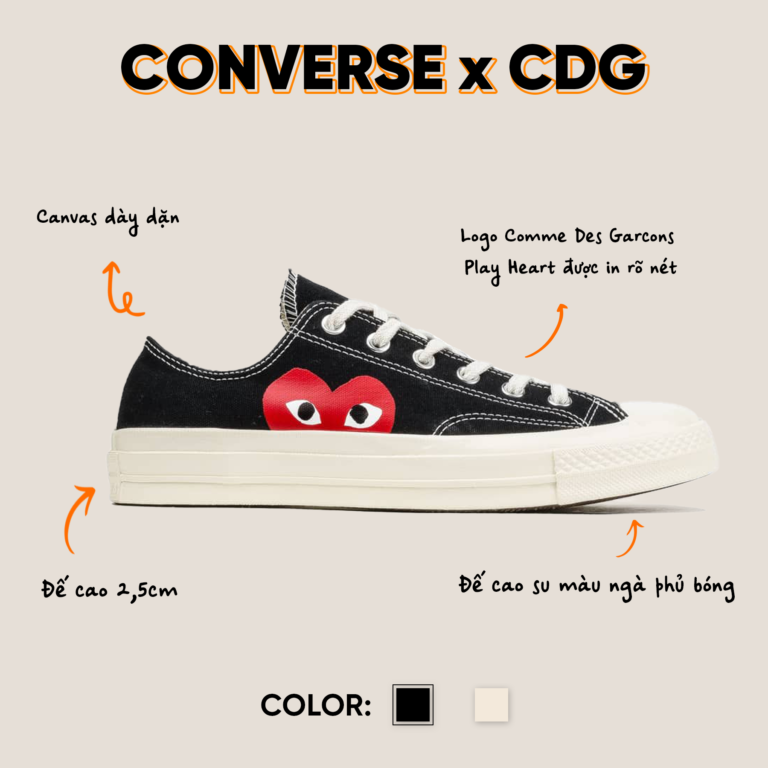 CONVERSE x CDG
Canvas dày dặn
Logo Comme Des Garcons
Play Heart được in rõ nét
Đế cao 2,5cm
Đế cao su màu ngà phủ bóng
COLOR: